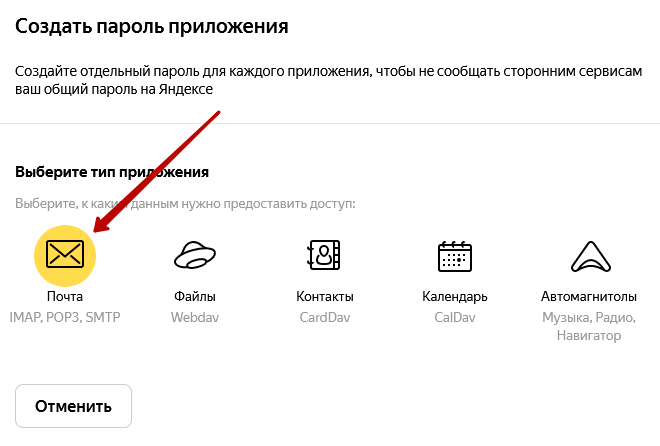 Создать пароль приложения
Создайте отдельный пароль для каждого приложения, чтобы не сообщать сторонним сервисам
ваш общий пароль на Яндексе
Выберите тип приложения
Выберите, к каким данным нужно предоставить доступ:
Почта
IMAP, POP3, SMTP
Файлы
Webdav
Контакты
CardDav
Календарь
CalDav
Автомагнитолы
Музыка, Радио,
Навигатор
Отменить